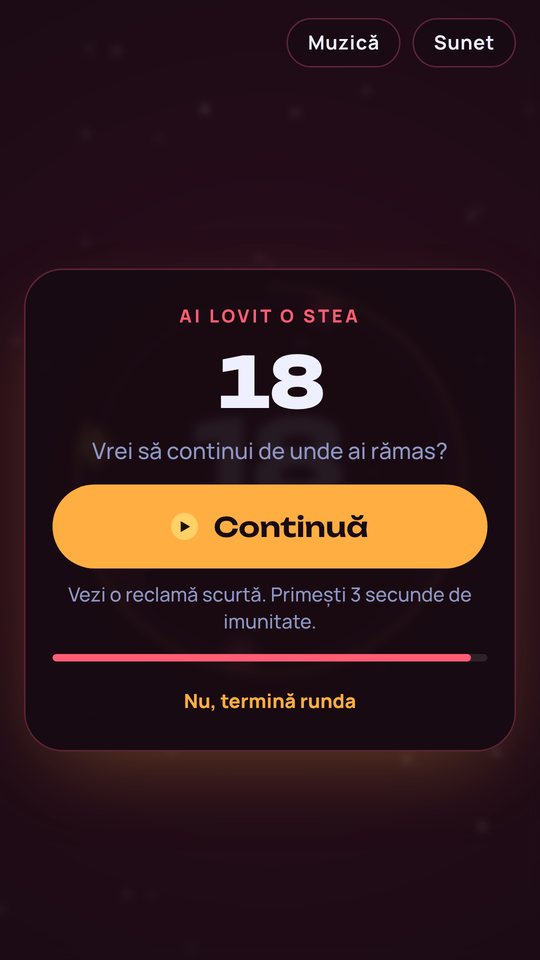 Muzică
Sunet
AI LOVIT O STEA
18
Vrei să continui de unde ai rămas?
Continuă
Vezi o reclamă scurtă. Primești 3 secunde de
imunitate.
Nu, termină runda